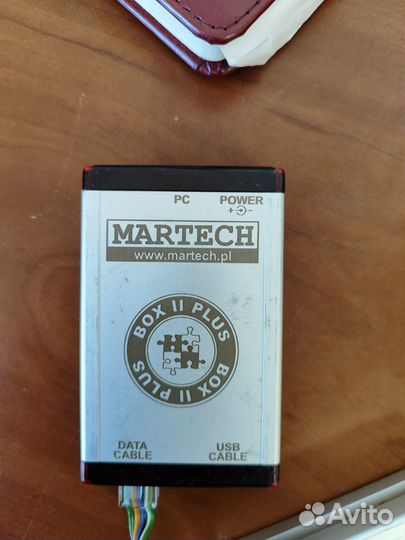 PC POWER
MARTECH
www.martech.pl
BOX II PLUS
BOX II PLUS
DATA CABLE
USB CABLE
Avito